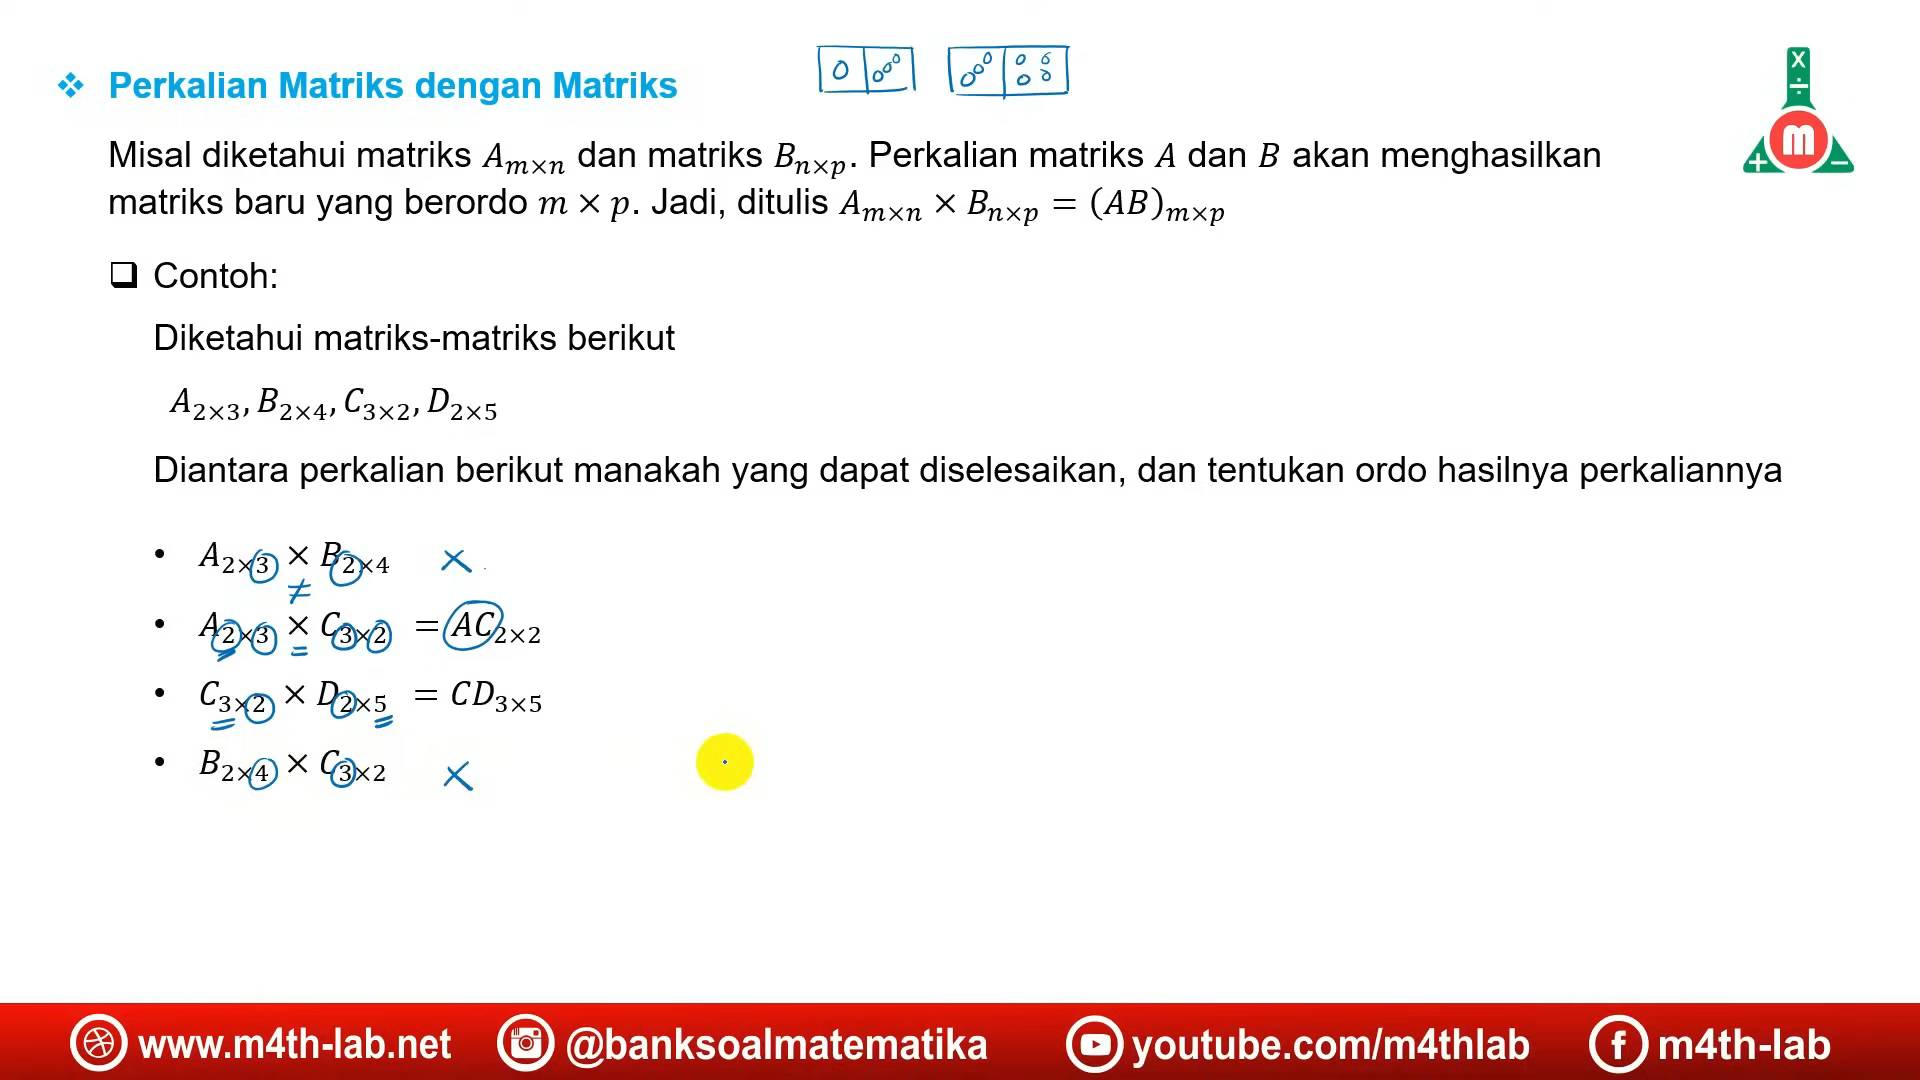 Perkalian Matriks dengan Matriks
Misal diketahui matriks A_{m×n} dan matriks B_{n×p}. Perkalian matriks A dan B akan menghasilkan
matriks baru yang berordo m × p. Jadi, ditulis A_{m×n} × B_{n×p} = (AB)_{m×p}
Contoh:
Diketahui matriks-matriks berikut
A_{2×3}, B_{2×4}, C_{3×2}, D_{2×5}
Diantara perkalian berikut manakah yang dapat diselesaikan, dan tentukan ordo hasilnya perkaliannya
• A_{2×3} × B_{2×4} ×
≠
• A_{2×3} × C_{3×2} = AC_{2×2}
=
• C_{3×2} × D_{2×5} = CD_{3×5}
• B_{2×4} × C_{3×2} ×
x ÷ m + −
www.m4th-lab.net @banksoalmatematika youtube.com/m4thlab m4th-lab